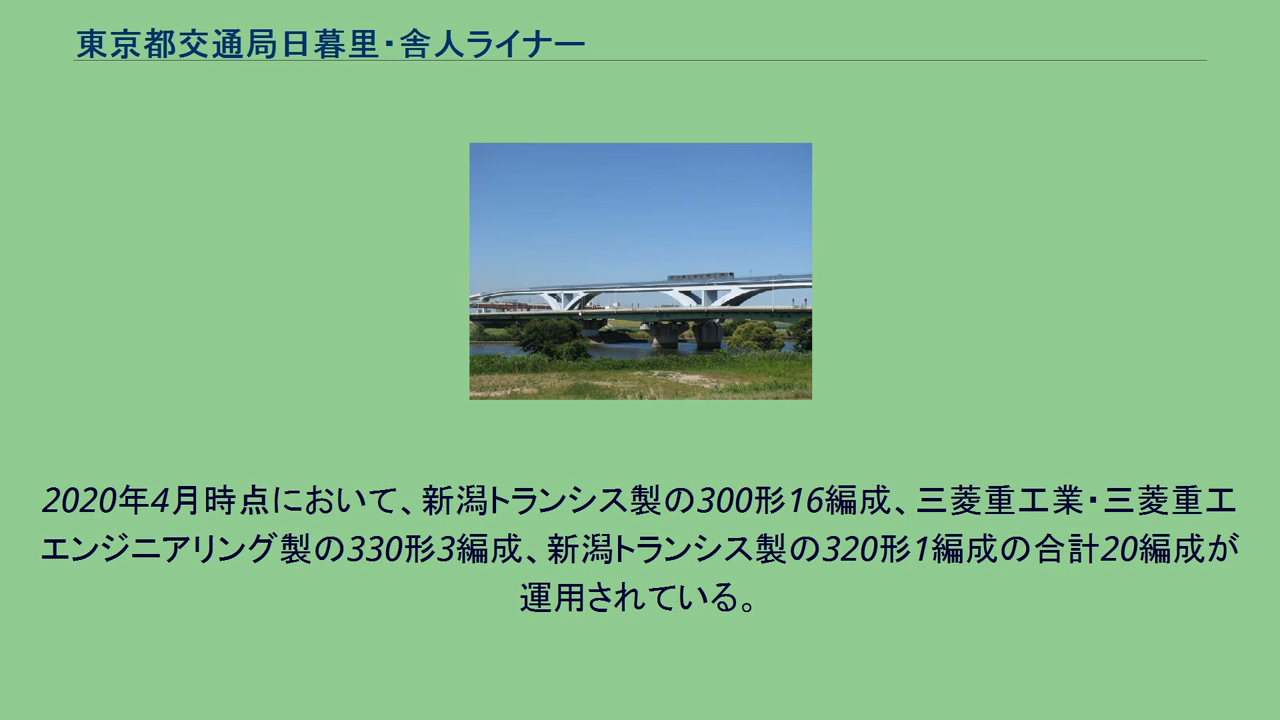 東京都交通局日暮里・舎人ライナー
2020年4月時点において、新潟トランシス製の300形16編成、三菱重工業・三菱重工
エンジニアリング製の330形3編成、新潟トランシス製の320形1編成の合計20編成が
運用されている。